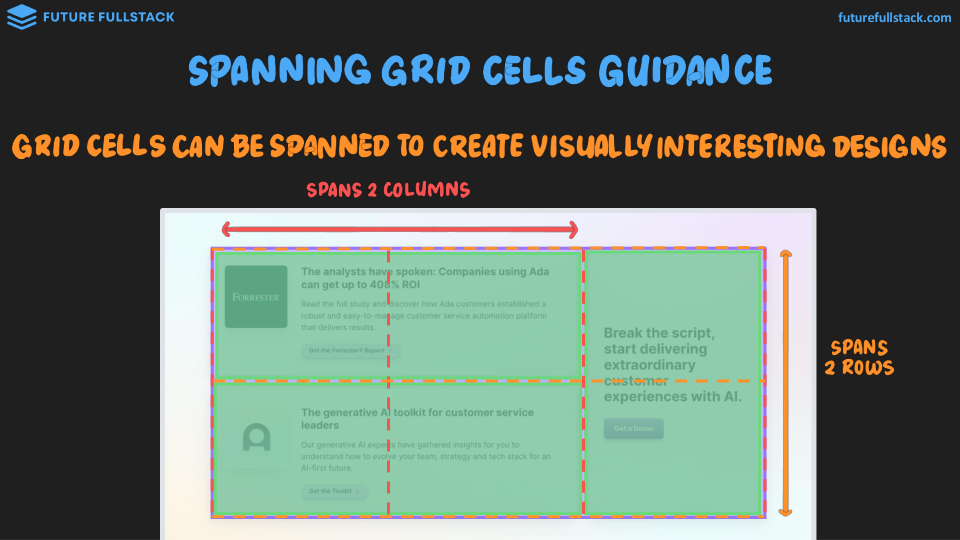 FUTURE FULLSTACK
futurefullstack.com
SPANNING GRID CELLS GUIDANCE
GRID CELLS CAN BE SPANNED TO CREATE VISUALLY INTERESTING DESIGNS
SPANS 2 COLUMNS
FORRESTER
The analysts have spoken: Companies using Ada
can get up to 408% ROI
Read the full study and discover how Ada customers established a
robust and easy-to-manage customer service automation platform
that delivers results.
Get the Forrester® Report
The generative AI toolkit for customer service
leaders
Our generative AI experts have gathered insights for you to
understand how to evolve your team, strategy and tech stack for an
AI-first future.
Get the Toolkit
Break the script,
start delivering
extraordinary
customer
experiences with AI.
Get a Demo
SPANS
2 ROWS